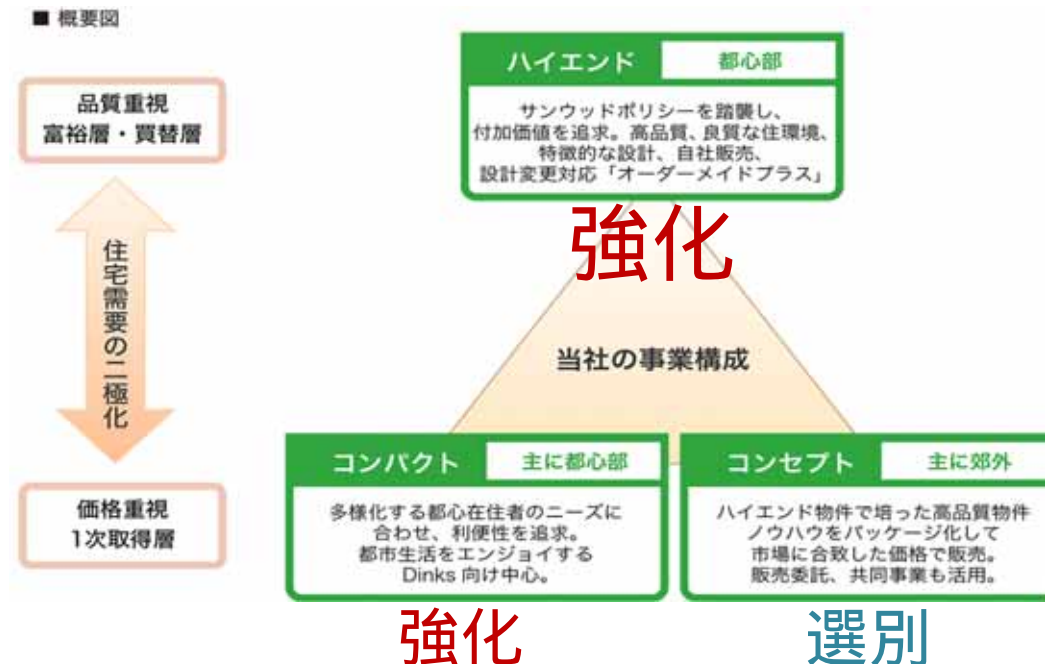 ■ 概要図
品質重視
富裕層・買替層
住宅需要の二極化
価格重視
1次取得層
ハイエンド
都心部
サンウッドポリシーを踏襲し、
付加価値を追求。高品質、良質な住環境、
特徴的な設計、自社販売、
設計変更対応「オーダーメイドプラス」
強化
当社の事業構成
コンパクト
主に都心部
多様化する都心在住者のニーズに
合わせ、利便性を追求。
都市生活をエンジョイする
Dinks 向け中心。
強化
コンセプト
主に郊外
ハイエンド物件で培った高品質物件
ノウハウをパッケージ化して
市場に合致した価格で販売。
販売委託、共同事業も活用。
選別